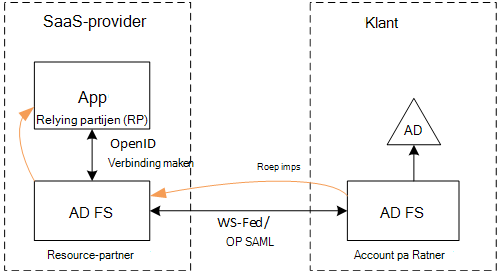 SaaS-provider
Klant
App
Relying partijen (RP)
OpenID
Verbinding maken
AD
Roep imps
AD FS
WS-Fed/
OP SAML
AD FS
Resource-partner
Account pa Ratner